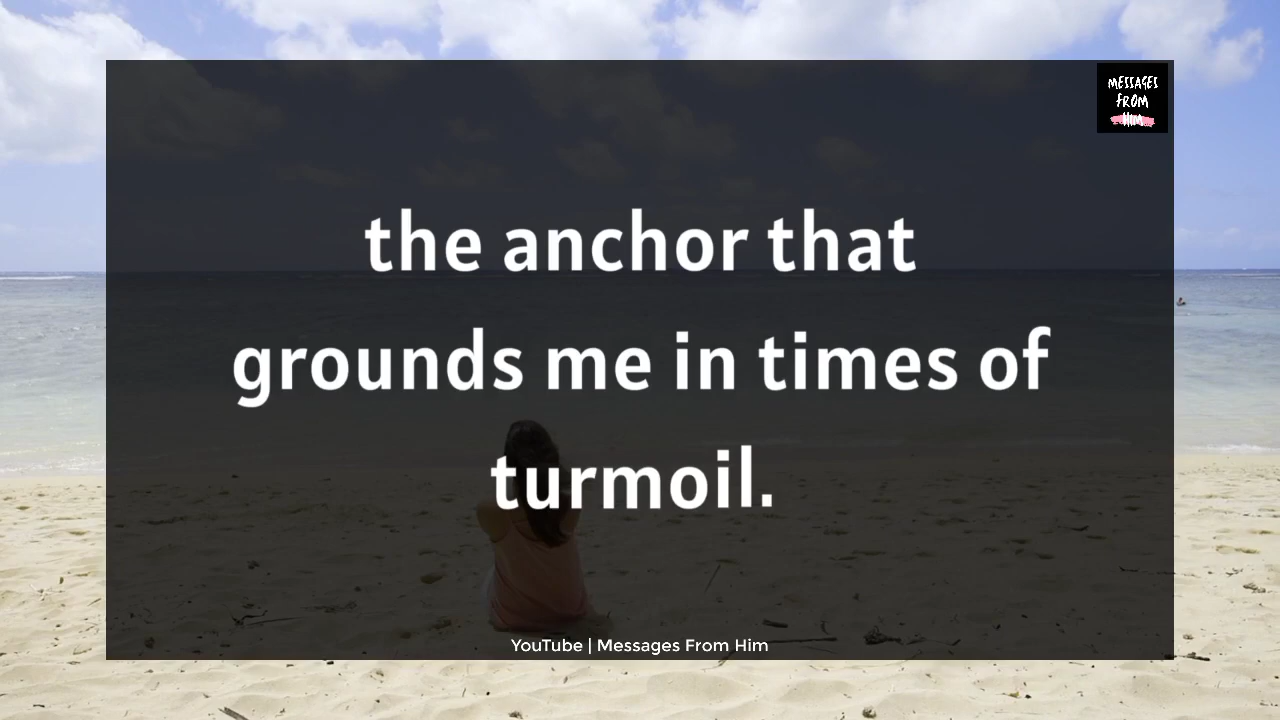 MESSAGES
FROM
HIM
the anchor that
grounds me in times of
turmoil.
YouTube | Messages From Him